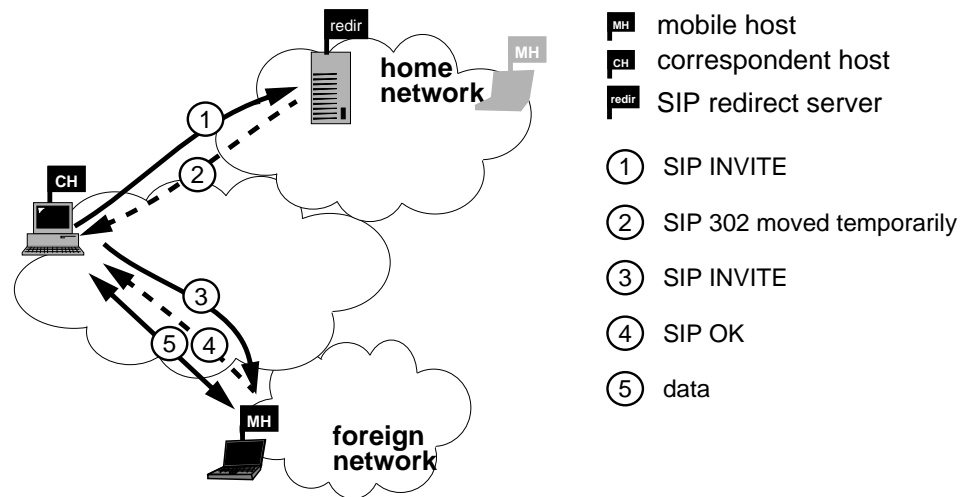 redir
MH
home
network
1
2
CH
3
5
4
MH
foreign
network
MH mobile host
CH correspondent host
redir SIP redirect server
1 SIP INVITE
2 SIP 302 moved temporarily
3 SIP INVITE
4 SIP OK
5 data